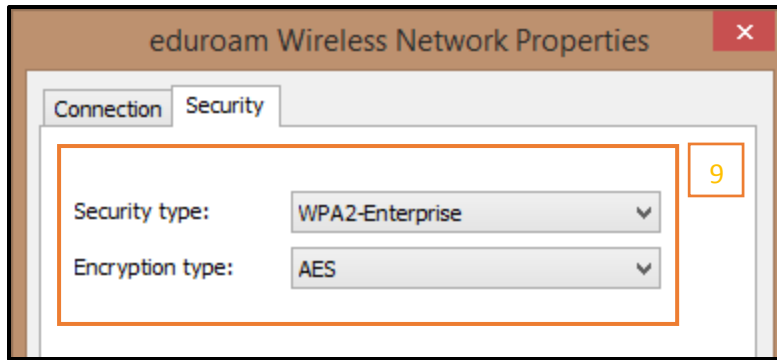 eduroam Wireless Network Properties
Connection Security
9
Security type: WPA2-Enterprise
Encryption type: AES